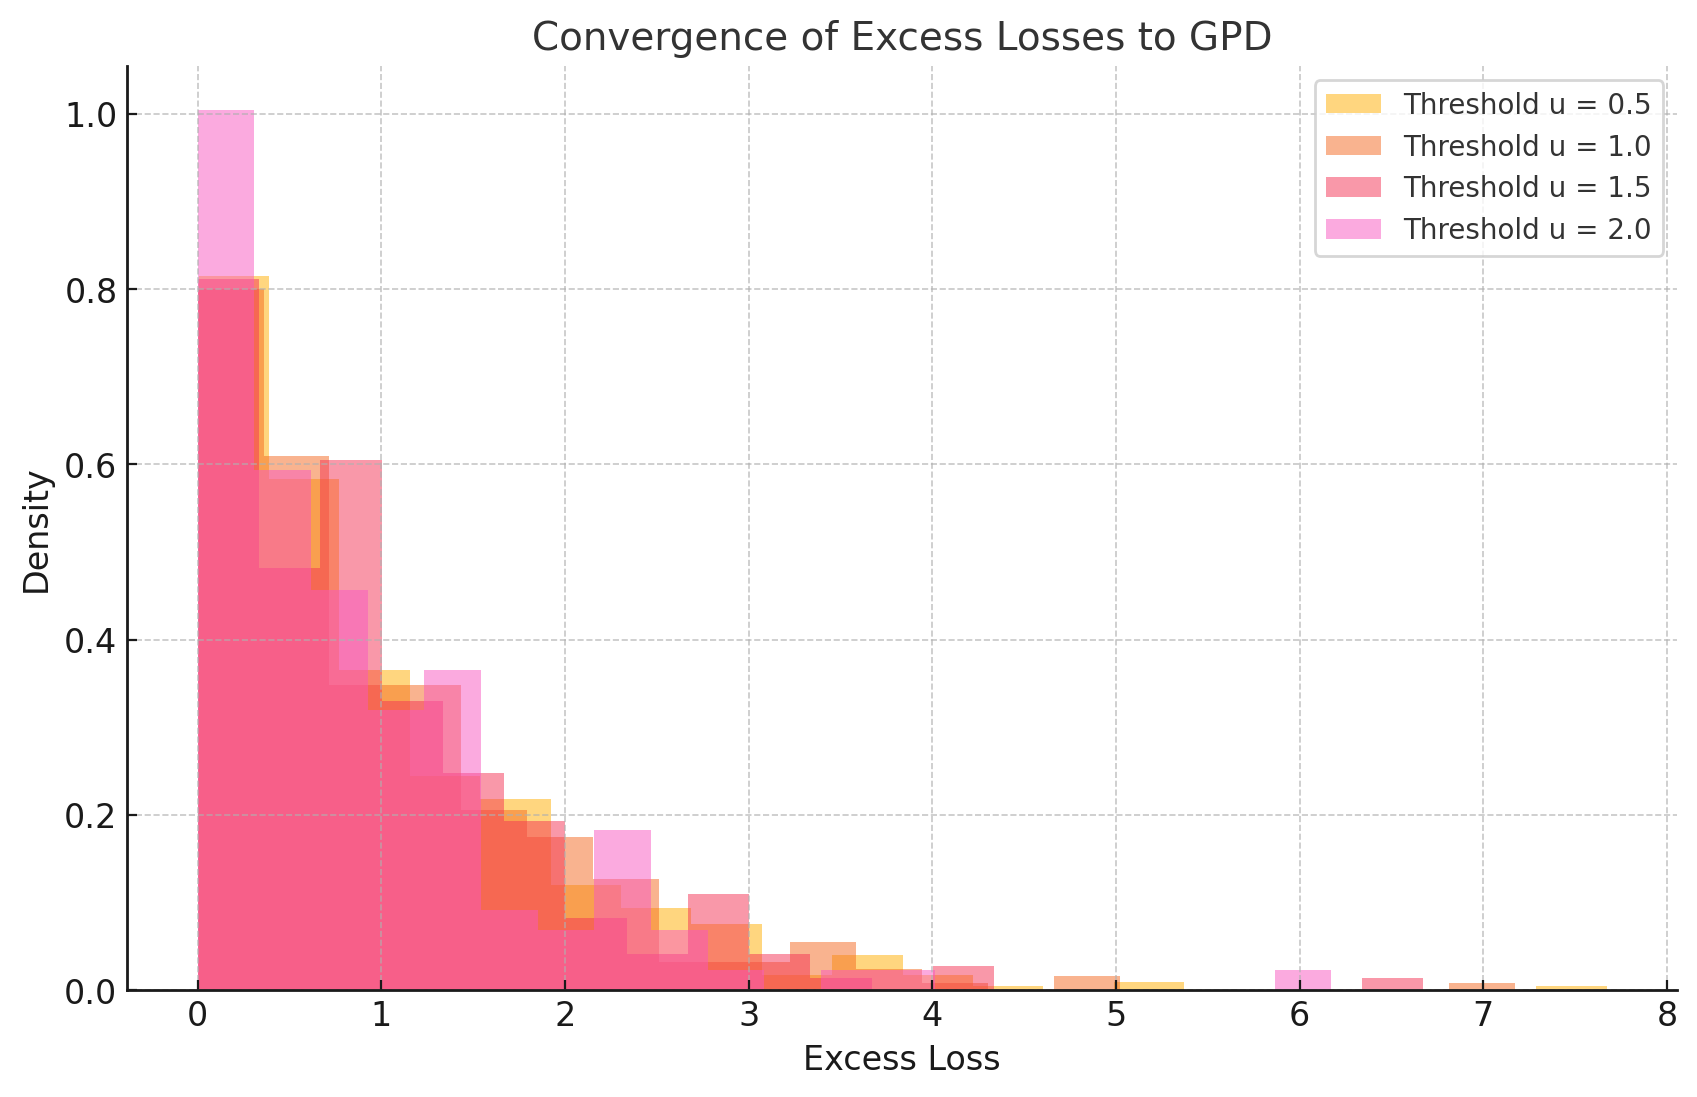 Convergence of Excess Losses to GPD
Threshold u = 0.5
Threshold u = 1.0
Threshold u = 1.5
Threshold u = 2.0
1.0
0.8
0.6
0.4
0.2
0.0
Density
0 1 2 3 4 5 6 7 8
Excess Loss